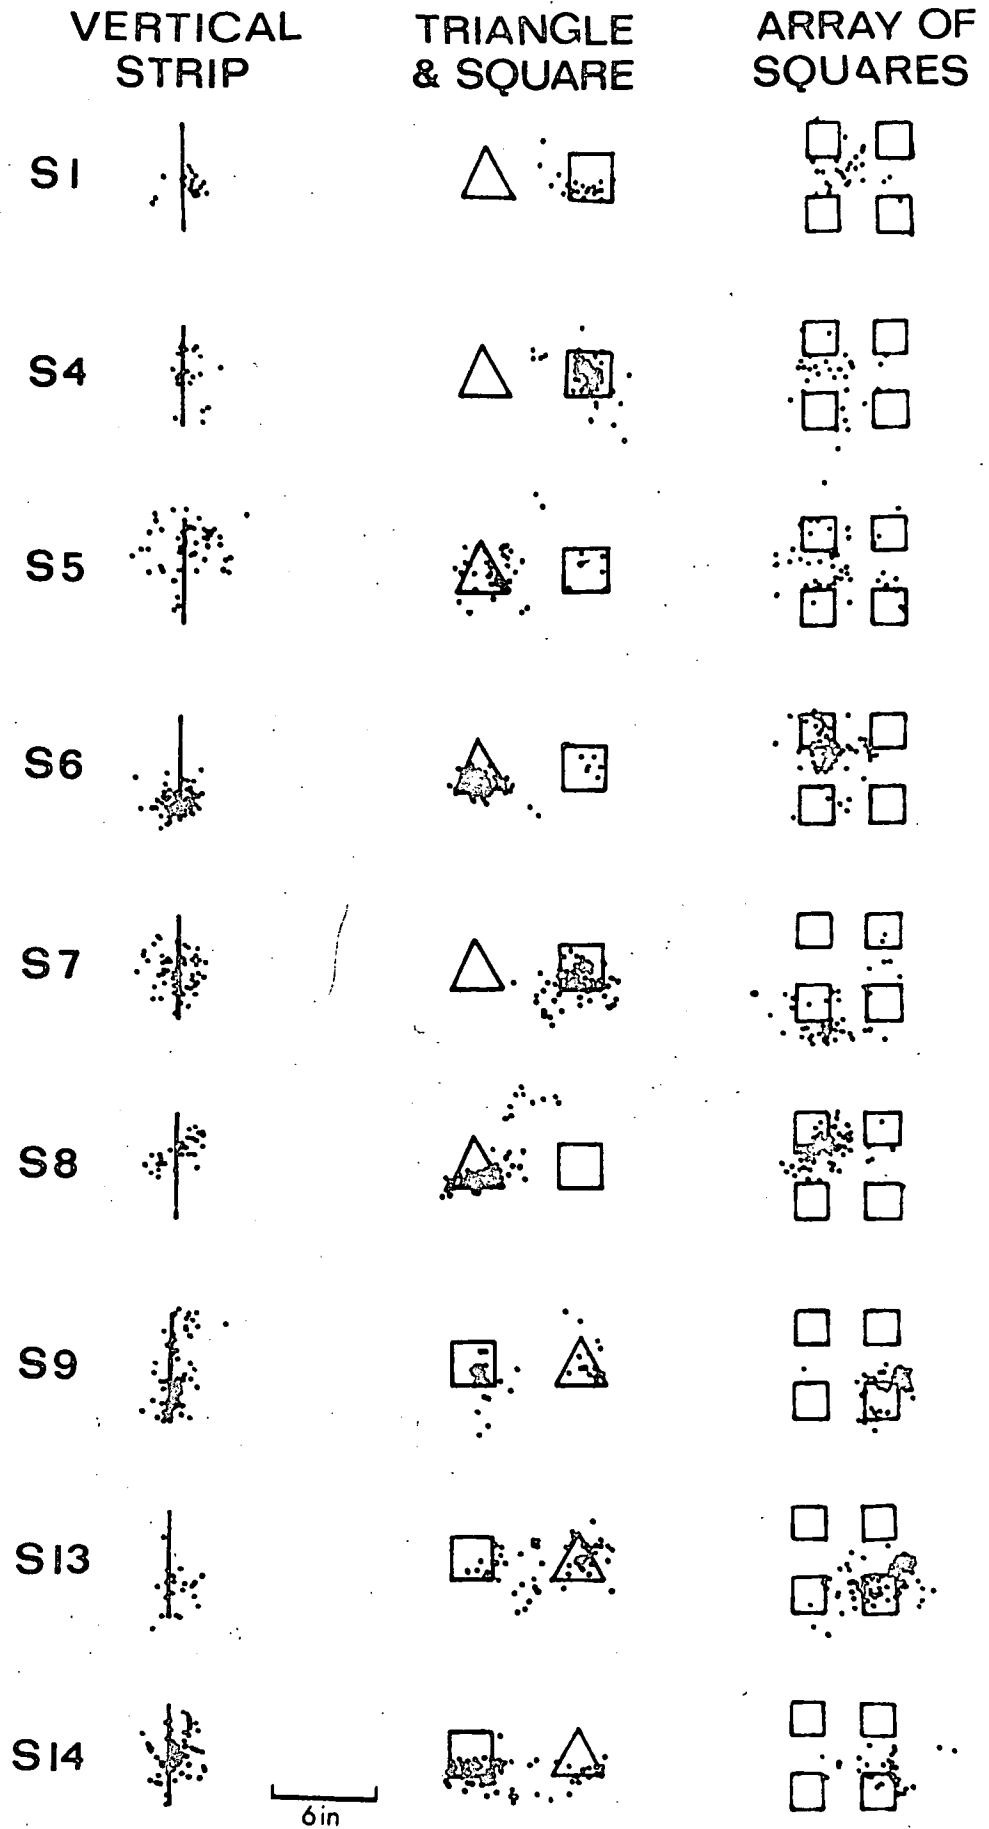 VERTICAL STRIP
TRIANGLE & SQUARE
ARRAY OF SQUARES
S1
S4
S5
S6
S7
S8
S9
S13
S14
6in